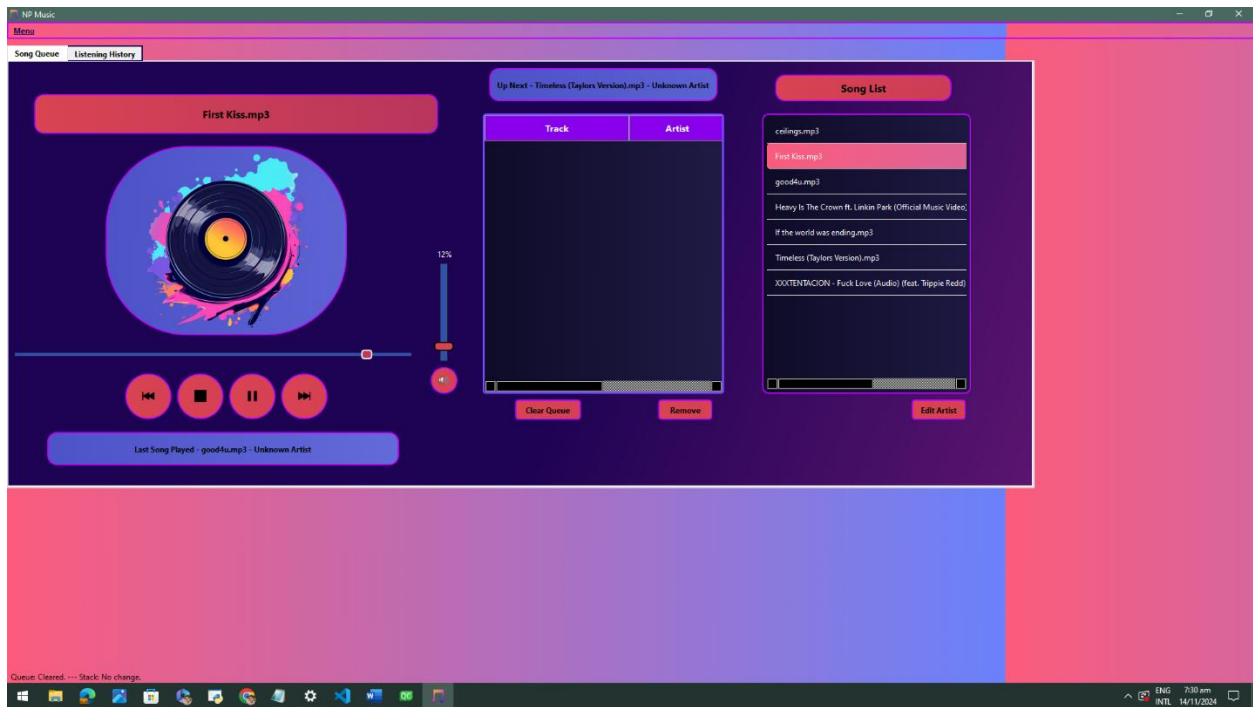 NP Music
Menu
Song Queue
Listening History
First Kiss.mp3
12%
Last Song Played - good4u.mp3 - Unknown Artist
Up Next - Timeless (Taylors Version).mp3 - Unknown Artist
Track Artist
Clear Queue
Remove
Song List
ceilings.mp3
First Kiss.mp3
good4u.mp3
Heavy Is The Crown ft. Linkin Park (Official Music Video)
If the world was ending.mp3
Timeless (Taylors Version).mp3
XXXTENTACION - Fuck Love (Audio) (feat. Trippie Redd)
Edit Artist
Queue: Cleared. --- Stack: No change.
ENG
INTL
7:30 am
14/11/2024